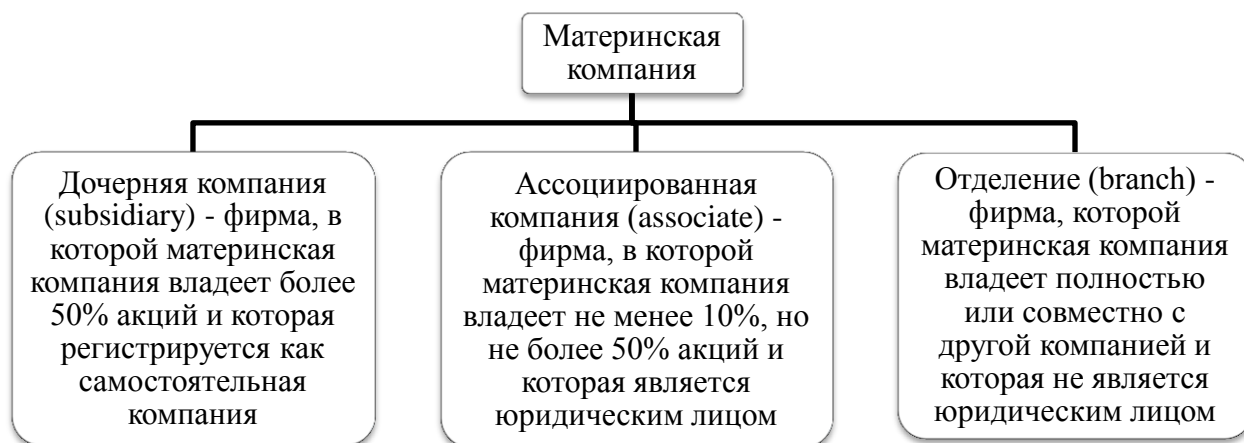 Материнская
компания
Дочерняя компания
(subsidiary) - фирма, в
которой материнская
компания владеет более
50% акций и которая
регистрируется как
самостоятельная
компания
Ассоциированная
компания (associate) -
фирма, в которой
материнская компания
владеет не менее 10%, но
не более 50% акций и
которая является
юридическим лицом
Отделение (branch) -
фирма, которой
материнская компания
владеет полностью
или совместно с
другой компанией и
которая не является
юридическим лицом